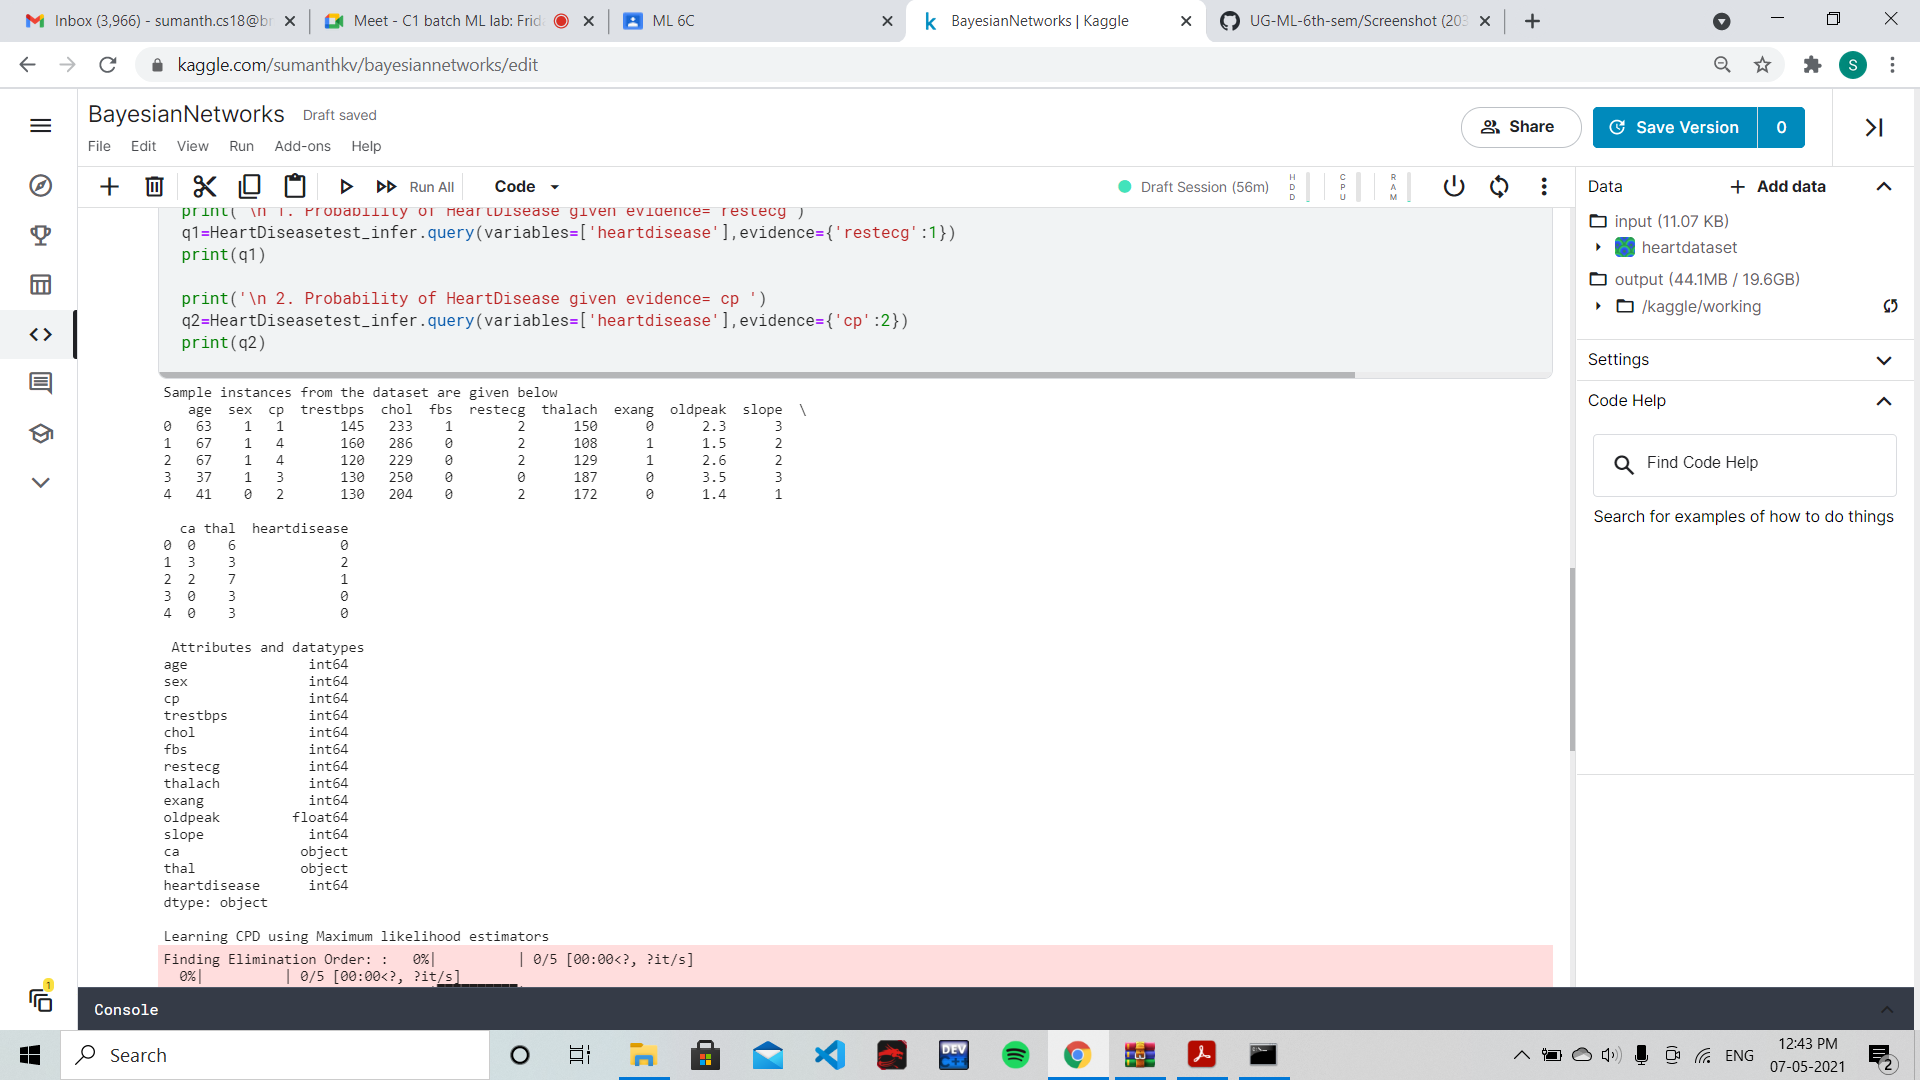 Inbox (3,966) - sumanth.cs18@br
Meet - C1 batch ML lab: Frid
ML 6C
BayesianNetworks | Kaggle
UG-ML-6th-sem/Screenshot (203
kaggle.com/sumanthkv/bayesiannetworks/edit
S
BayesianNetworks Draft saved
File Edit View Run Add-ons Help
Share
Save Version 0
Run All
Code
Draft Session (56m)
HDD
CPU
RAM
print( \n 1. Probability of HeartDisease given evidence= restecg )
q1=HeartDiseasetest_infer.query(variables=['heartdisease'],evidence={'restecg':1})
print(q1)
print('\n 2. Probability of HeartDisease given evidence= cp ')
q2=HeartDiseasetest_infer.query(variables=['heartdisease'],evidence={'cp':2})
print(q2)
Sample instances from the dataset are given below
age sex cp trestbps chol fbs restecg thalach exang oldpeak slope \
0 63 1 1 145 233 1 2 150 0 2.3 3
1 67 1 4 160 286 0 2 108 1 1.5 2
2 67 1 4 120 229 0 2 129 1 2.6 2
3 37 1 3 130 250 0 0 187 0 3.5 3
4 41 0 2 130 204 0 2 172 0 1.4 1
ca thal heartdisease
0 0 6 0
1 3 3 2
2 2 7 1
3 0 3 0
4 0 3 0
Attributes and datatypes
age int64
sex int64
cp int64
trestbps int64
chol int64
fbs int64
restecg int64
thalach int64
exang int64
oldpeak float64
slope int64
ca object
thal object
heartdisease int64
dtype: object
Learning CPD using Maximum likelihood estimators
Finding Elimination Order: : 0%| | 0/5 [00:00<?, ?it/s]
0%| | 0/5 [00:00<?, ?it/s]
Console
Data
Add data
input (11.07 KB)
heartdataset
output (44.1MB / 19.6GB)
/kaggle/working
Settings
Code Help
Find Code Help
Search for examples of how to do things
1
Search
DEV C++
ENG
12:43 PM
07-05-2021
2